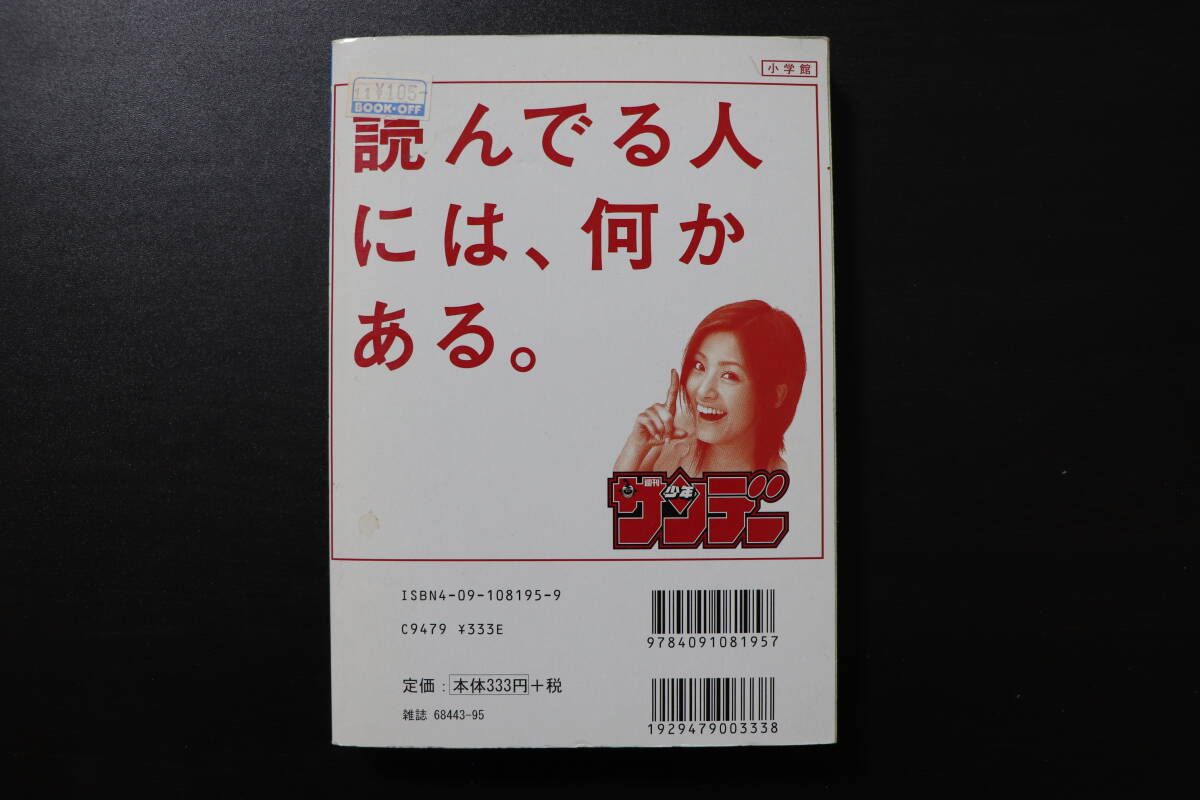 小学館
11 ¥105-
BOOK・OFF
読んでる人
には、何か
ある。
週刊
少年
サンデー
ISBN4-09-108195-9
C9479 ¥333E
9784091081957
定価：本体333円＋税
雑誌 68443-95
1929479003338